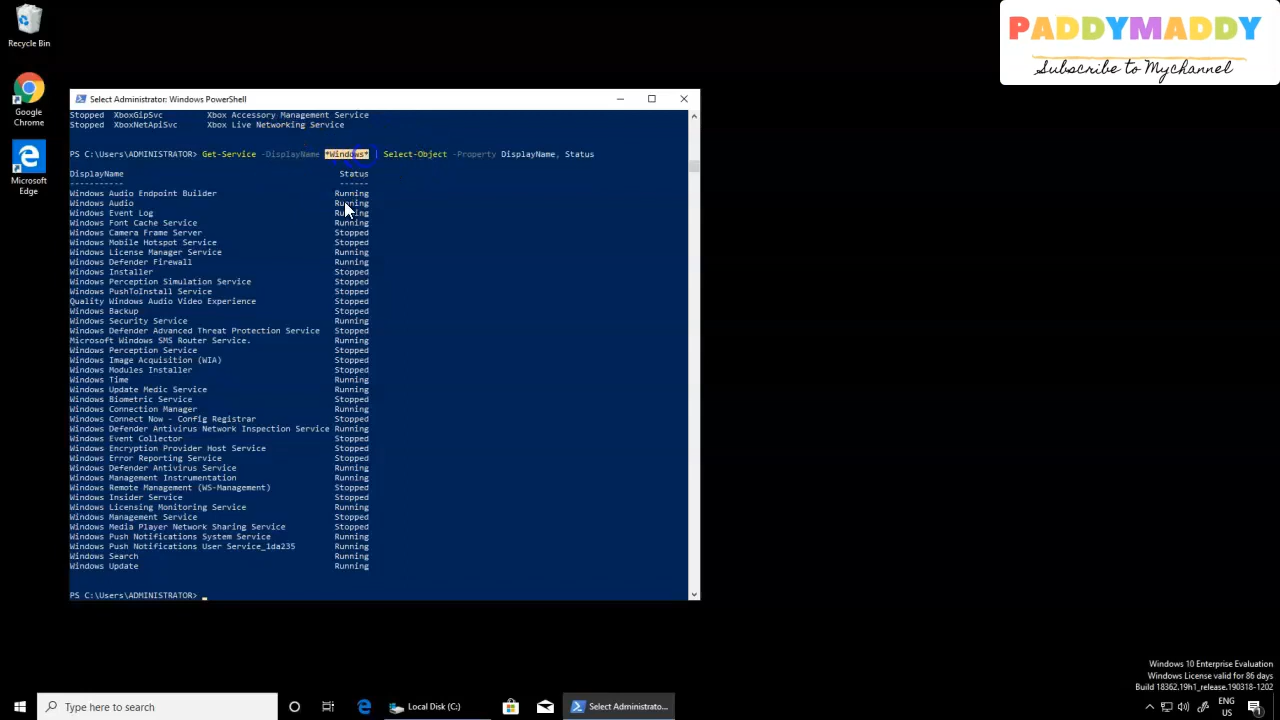 Recycle Bin
Google
Chrome
Microsoft
Edge
PADDYMADDY
Subscribe to Mychannel
Select Administrator: Windows PowerShell
Stopped XboxGipSvc Xbox Accessory Management Service
Stopped XboxNetApiSvc Xbox Live Networking Service
PS C:\Users\ADMINISTRATOR> Get-Service -DisplayName *Windows* | Select-Object -Property DisplayName, Status
DisplayName Status
----------- ------
Windows Audio Endpoint Builder Running
Windows Audio Running
Windows Event Log Running
Windows Font Cache Service Running
Windows Camera Frame Server Stopped
Windows Mobile Hotspot Service Stopped
Windows License Manager Service Running
Windows Defender Firewall Running
Windows Installer Stopped
Windows Perception Simulation Service Stopped
Windows PushToInstall Service Stopped
Quality Windows Audio Video Experience Stopped
Windows Backup Stopped
Windows Security Service Running
Windows Defender Advanced Threat Protection Service Stopped
Microsoft Windows SMS Router Service. Running
Windows Perception Service Stopped
Windows Image Acquisition (WIA) Stopped
Windows Modules Installer Stopped
Windows Time Running
Windows Update Medic Service Running
Windows Biometric Service Stopped
Windows Connection Manager Running
Windows Connect Now - Config Registrar Stopped
Windows Defender Antivirus Network Inspection Service Running
Windows Event Collector Stopped
Windows Encryption Provider Host Service Stopped
Windows Error Reporting Service Stopped
Windows Defender Antivirus Service Running
Windows Management Instrumentation Running
Windows Remote Management (WS-Management) Stopped
Windows Insider Service Stopped
Windows Licensing Monitoring Service Running
Windows Management Service Stopped
Windows Media Player Network Sharing Service Stopped
Windows Push Notifications System Service Running
Windows Push Notifications User Service_1da235 Running
Windows Search Running
Windows Update Running
PS C:\Users\ADMINISTRATOR>
Windows 10 Enterprise Evaluation
Windows License valid for 86 days
Build 18362.19h1_release.190318-1202
Type here to search
Local Disk (C:)
Select Administrato...
ENG
US
1